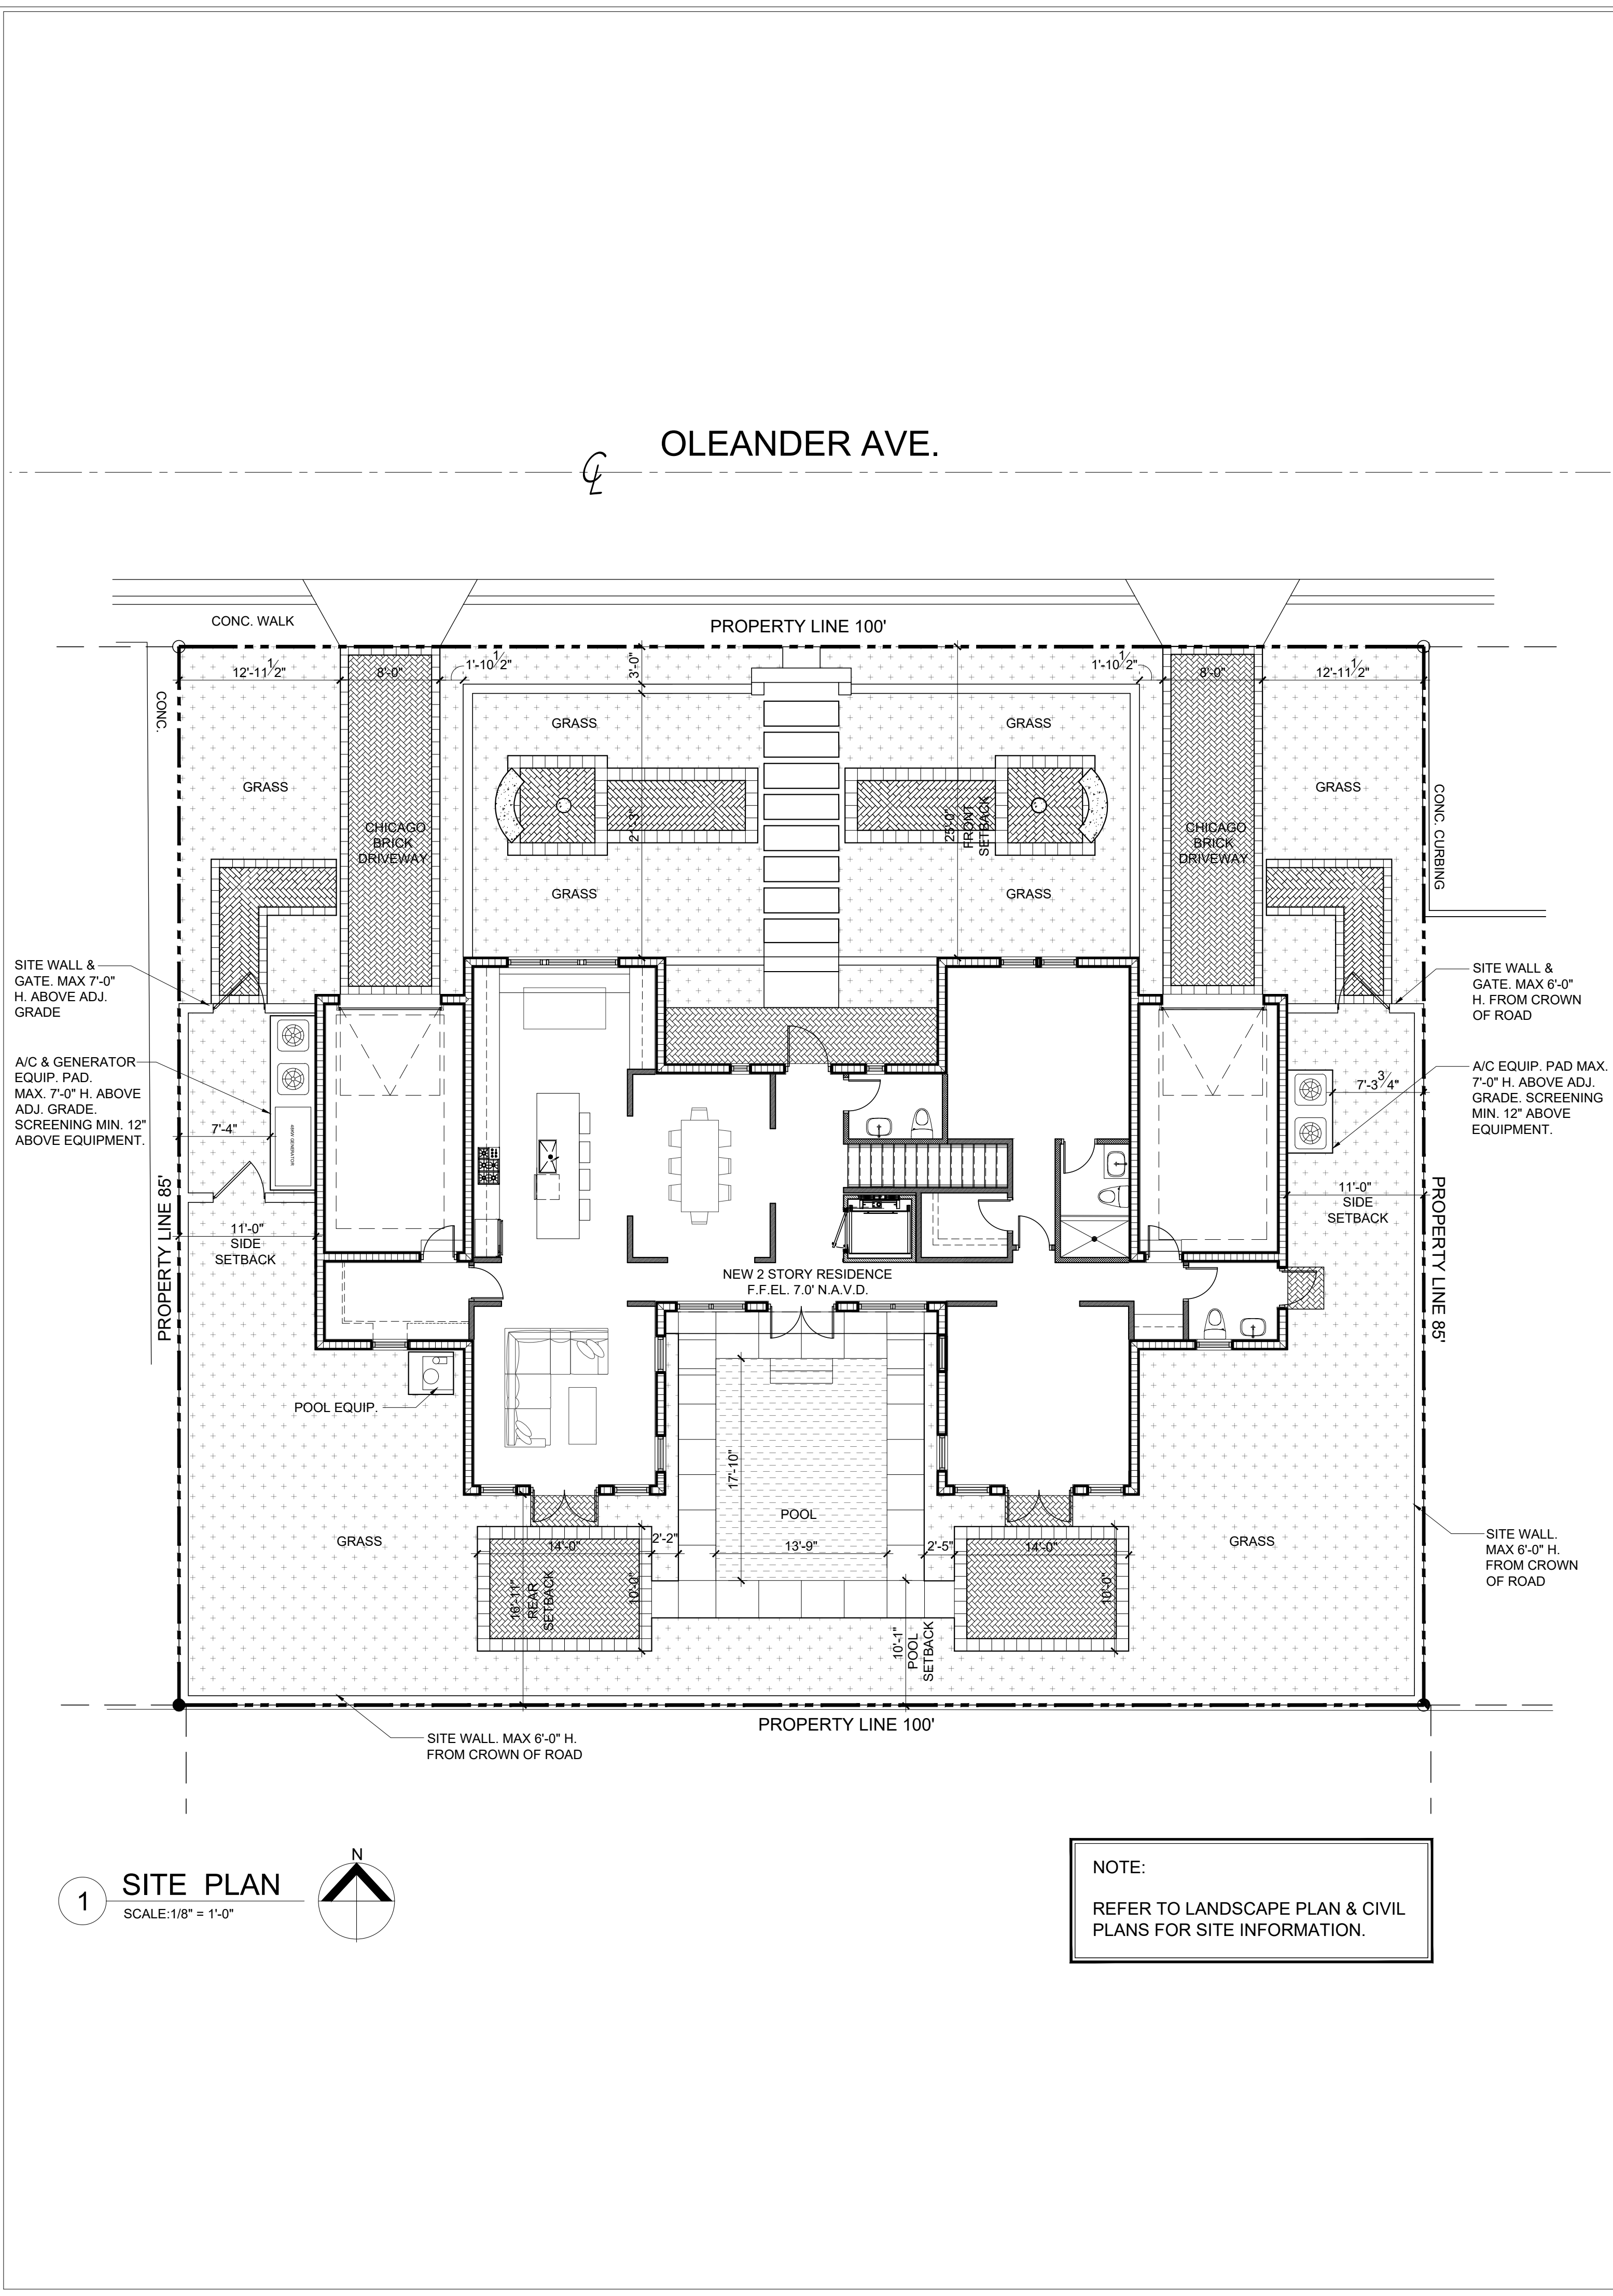 OLEANDER AVE.
CL
CONC. WALK
PROPERTY LINE 100'
12'-11 1/2"
8'-0"
1'-10 1/2"
3'-0"
1'-10 1/2"
8'-0"
12'-11 1/2"
CONC.
GRASS
GRASS
GRASS
GRASS
CONC. CURBING
CHICAGO
BRICK
DRIVEWAY
25'-0"
FRONT
SETBACK
CHICAGO
BRICK
DRIVEWAY
GRASS
GRASS
SITE WALL &
GATE. MAX 7'-0"
H. ABOVE ADJ.
GRADE
SITE WALL &
GATE. MAX 6'-0"
H. FROM CROWN
OF ROAD
A/C & GENERATOR
EQUIP. PAD.
MAX. 7'-0" H. ABOVE
ADJ. GRADE.
SCREENING MIN. 12"
ABOVE EQUIPMENT.
7'-4"
A/C EQUIP. PAD MAX.
7'-0" H. ABOVE ADJ.
GRADE. SCREENING
MIN. 12" ABOVE
EQUIPMENT.
7'-3 3/4"
PROPERTY LINE 85'
11'-0"
SIDE
SETBACK
11'-0"
SIDE
SETBACK
PROPERTY LINE 85'
NEW 2 STORY RESIDENCE
F.F.EL. 7.0' N.A.V.D.
POOL EQUIP.
17'-10"
POOL
GRASS
14'-0"
2'-2"
13'-9"
2'-5"
14'-0"
GRASS
16'-11"
REAR
SETBACK
10'-0"
10'-0"
10'-1"
POOL
SETBACK
SITE WALL.
MAX 6'-0" H.
FROM CROWN
OF ROAD
PROPERTY LINE 100'
SITE WALL. MAX 6'-0" H.
FROM CROWN OF ROAD
1
SITE PLAN
SCALE:1/8" = 1'-0"
N
NOTE:
REFER TO LANDSCAPE PLAN & CIVIL
PLANS FOR SITE INFORMATION.